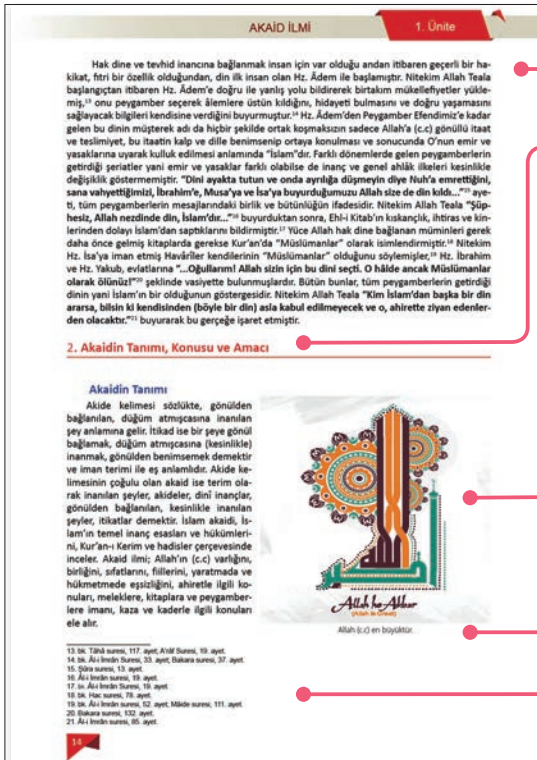 AKAİD İLMİ
1. Ünite
Hak dine ve tevhid inancına bağlanmak insan için var olduğu andan itibaren geçerli bir ha-
kikat, fıtri bir özellik olduğundan, din ilk insan olan Hz. Âdem ile başlamıştır. Nitekim Allah Teala
başlangıçtan itibaren Hz. Âdem'e doğru ile yanlış yolu bildirerek birtakım mükellefiyetler yükle-
miş,13 onu peygamber seçerek âlemlere üstün kıldığını, hidayeti bulmasını ve doğru yaşamasını
sağlayacak bilgileri kendisine verdiğini buyurmuştur.14 Hz. Âdem'den Peygamber Efendimiz'e kadar
gelen bu dinin müşterek adı da hiçbir şekilde ortak koşmaksızın sadece Allah'a (c.c) gönüllü itaat
ve teslimiyet, bu itaatin kalp ve dille benimsenip ortaya konulması ve sonucunda O'nun emir ve
yasaklarına uyarak kulluk edilmesi anlamında "İslam"dır. Farklı dönemlerde gelen peygamberlerin
getirdiği şeriatler yani emir ve yasaklar farklı olabilse de inanç ve genel ahlâk ilkeleri kesinlikle
değişiklik göstermemiştir. "Dini ayakta tutun ve onda ayrılığa düşmeyin diye Nuh'a emrettiğini,
sana vahyettiğimizi, İbrahim'e, Musa'ya ve İsa'ya buyurduğumuzu Allah size de din kıldı..."15 aye-
ti, tüm peygamberlerin mesajlarındaki birlik ve bütünlüğün ifadesidir. Nitekim Allah Teala "Şüp-
hesiz, Allah nezdinde din, İslam'dır..."16 buyurduktan sonra, Ehl-i Kitab'ın kıskançlık, ihtiras ve kin-
lerinden dolayı İslam'dan saptıklarını bildirmiştir.17 Yüce Allah hak dine bağlanan müminleri gerek
daha önce gelmiş kitaplarda gerekse Kur'an'da "Müslümanlar" olarak isimlendirmiştir.18 Nitekim
Hz. İsa'ya iman etmiş Havârîler kendilerinin "Müslümanlar" olduğunu söylemişler,19 Hz. İbrahim
ve Hz. Yakub, evlatlarına "...Oğullarım! Allah sizin için bu dini seçti. O hâlde ancak Müslümanlar
olarak ölünüz!"20 şeklinde vasiyette bulunmuşlardır. Bütün bunlar, tüm peygamberlerin getirdiği
dinin yani İslam'ın bir olduğunun göstergesidir. Nitekim Allah Teala "Kim İslam'dan başka bir din
ararsa, bilsin ki kendisinden (böyle bir din) asla kabul edilmeyecek ve o, ahirette ziyan edenler-
den olacaktır."21 buyurarak bu gerçeğe işaret etmiştir.
2. Akaidin Tanımı, Konusu ve Amacı
Akaidin Tanımı
Akide kelimesi sözlükte, gönülden
bağlanılan, düğüm atmışcasına inanılan
şey anlamına gelir. İtikad ise bir şeye gönül
bağlamak, düğüm atmışcasına (kesinlikle)
inanmak, gönülden benimsemek demektir
ve iman terimi ile eş anlamlıdır. Akide ke-
limesinin çoğulu olan akaid ise terim ola-
rak inanılan şeyler, akideler, dinî inançlar,
gönülden bağlanılan, kesinlikle inanılan
şeyler, itikatlar demektir. İslam akaidi, İs-
lam'ın temel inanç esasları ve hükümleri-
ni, Kur'an-ı Kerim ve hadisler çerçevesinde
inceler. Akaid ilmi; Allah'ın (c.c) varlığını,
birliğini, sıfatlarını, fiillerini, yaratmada ve
hükmetmede eşsizliğini, ahiretle ilgili ko-
nuları, meleklere, kitaplara ve peygamber-
lere imanı, kaza ve kaderle ilgili konuları
ele alır.
Allah ho Akbar
(Allah is Great)
Allah (c.c) en büyüktür.
13. bk. Tâhâ suresi, 117. ayet; A'râf Suresi, 19. ayet.
14. bk. Âl-i İmrân Suresi, 33. ayet; Bakara Suresi, 37. ayet.
15. Şûra suresi, 13. ayet.
16. Âl-i İmrân suresi, 19. ayet.
17. bk. Âl-i İmrân Suresi, 19. ayet.
18. bk. Hac suresi, 78. ayet.
19. bk. Âl-i İmrân suresi, 52. ayet; Mâide suresi, 111. ayet.
20. Bakara suresi, 132. ayet.
21. Âl-i İmrân suresi, 85. ayet.
14